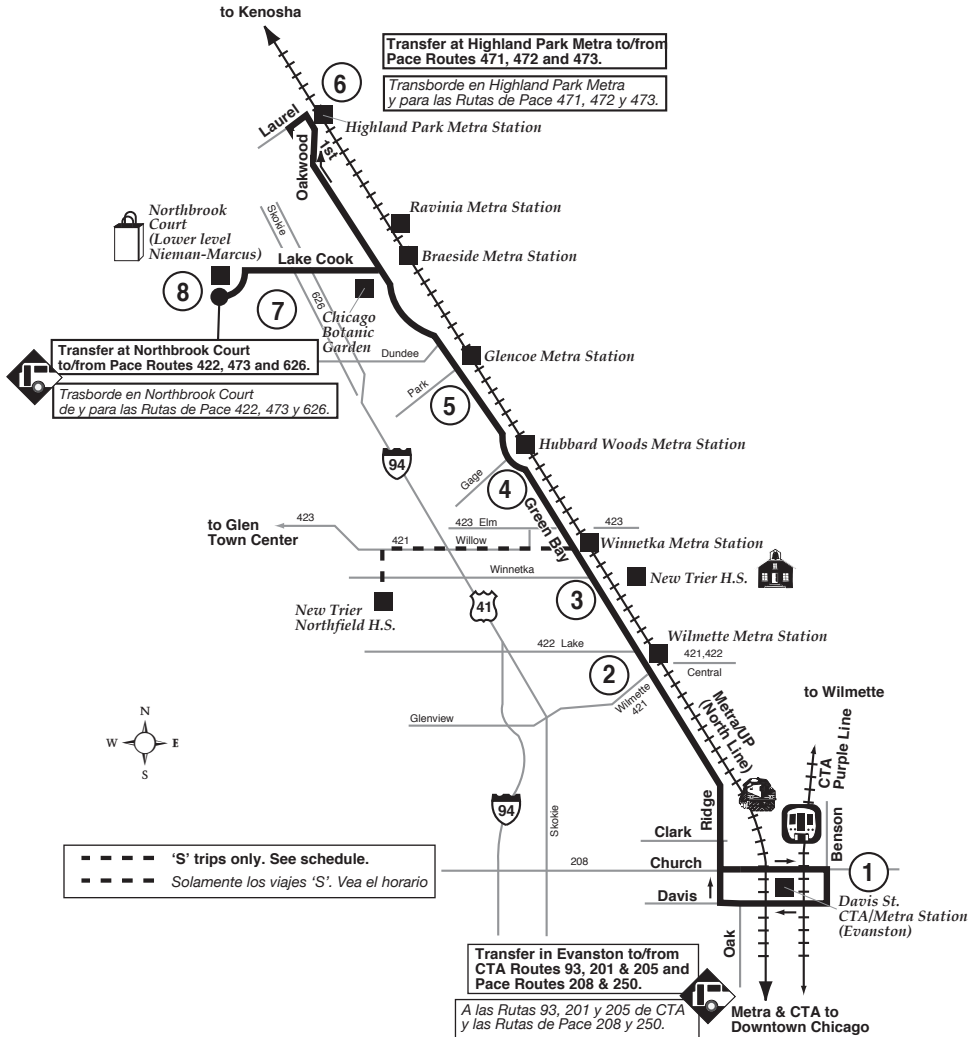 to Kenosha
Transfer at Highland Park Metra to/from
Pace Routes 471, 472 and 473.
Transborde en Highland Park Metra
y para las Rutas de Pace 471, 472 y 473.
6
Laurel
Highland Park Metra Station
Oakwood
1st
Skokie
Ravinia Metra Station
Northbrook
Court
(Lower level
Nieman-Marcus)
Lake Cook
Braeside Metra Station
8
7
626
Chicago
Botanic
Garden
Transfer at Northbrook Court
to/from Pace Routes 422, 473 and 626.
Trasborde en Northbrook Court
de y para las Rutas de Pace 422, 473 y 626.
Dundee
Glencoe Metra Station
Park
5
Hubbard Woods Metra Station
94
Gage
4
Green Bay
to Glen
Town Center
423
423 Elm
423
421
Willow
Winnetka Metra Station
Winnetka
New Trier H.S.
3
New Trier
Northfield H.S.
41
Wilmette Metra Station
422 Lake
421,422
Central
2
Wilmette
421
Glenview
Metra/UP
(North Line)
to Wilmette
CTA
Purple Line
N
W
E
S
94
Skokie
Ridge
Benson
Clark
'S' trips only. See schedule.
Solamente los viajes 'S'. Vea el horario
208
Church
1
Davis
Davis St.
CTA/Metra Station
(Evanston)
Oak
Transfer in Evanston to/from
CTA Routes 93, 201 & 205 and
Pace Routes 208 & 250.
A las Rutas 93, 201 y 205 de CTA
y las Rutas de Pace 208 y 250.
Metra & CTA to
Downtown Chicago